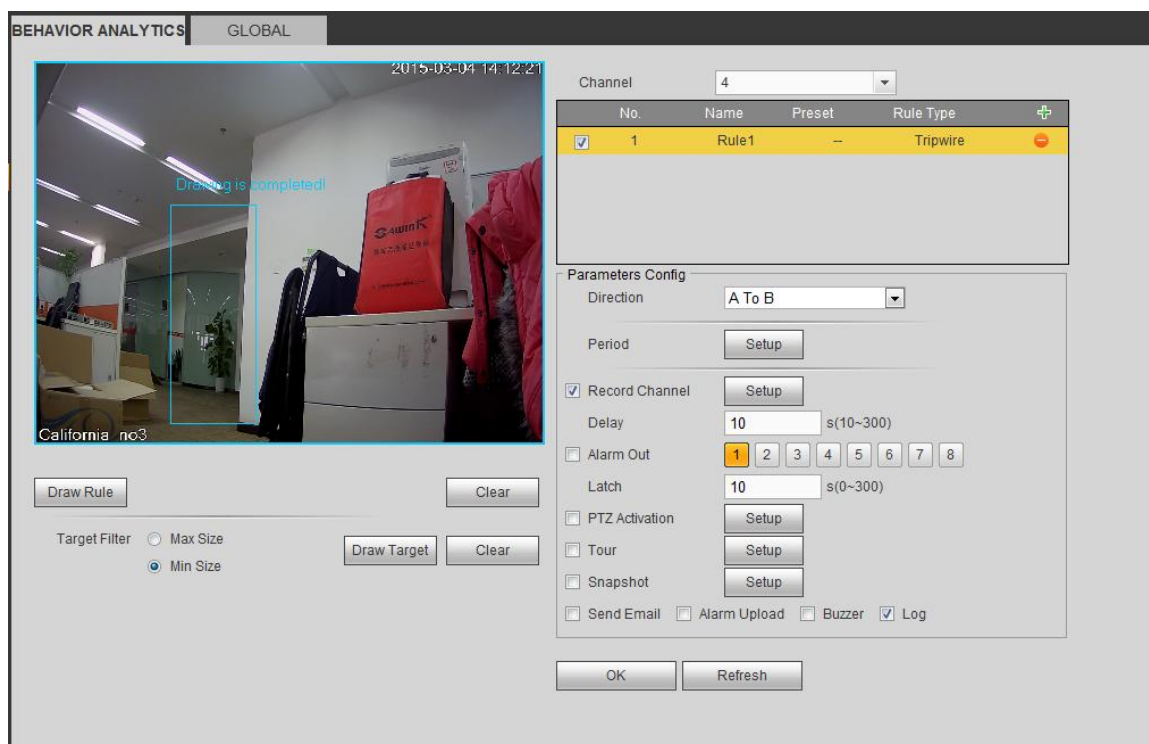 BEHAVIOR ANALYTICS GLOBAL
2015-03-04 14:12:21
Drawing is completed!
SAWINK
California no3
Draw Rule Clear
Target Filter Max Size
Min Size
Draw Target Clear
Channel 4
No. Name Preset Rule Type
1 Rule1 -- Tripwire
Parameters Config
Direction A To B
Period Setup
Record Channel Setup
Delay 10 s(10~300)
Alarm Out 1 2 3 4 5 6 7 8
Latch 10 s(0~300)
PTZ Activation Setup
Tour Setup
Snapshot Setup
Send Email Alarm Upload Buzzer Log
OK Refresh